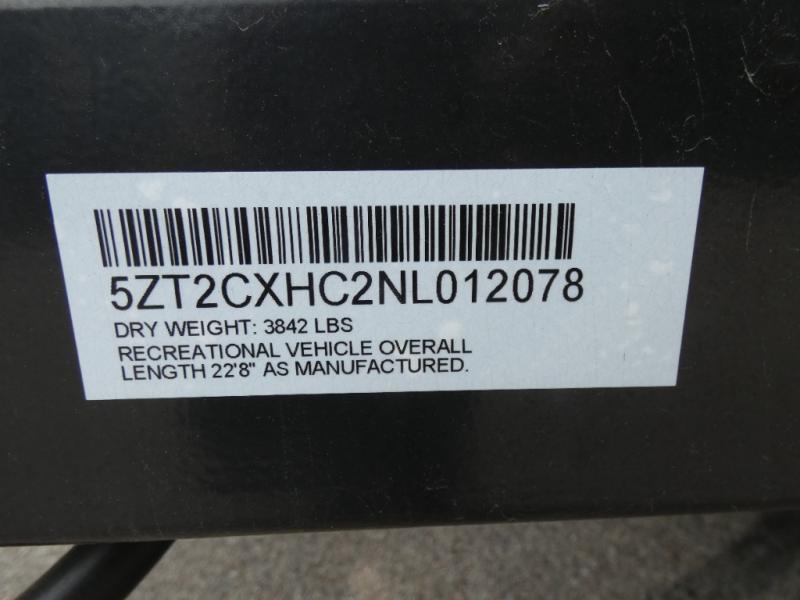 5ZT2CXHC2NL012078
DRY WEIGHT: 3842 LBS
RECREATIONAL VEHICLE OVERALL
LENGTH 22'8" AS MANUFACTURED.